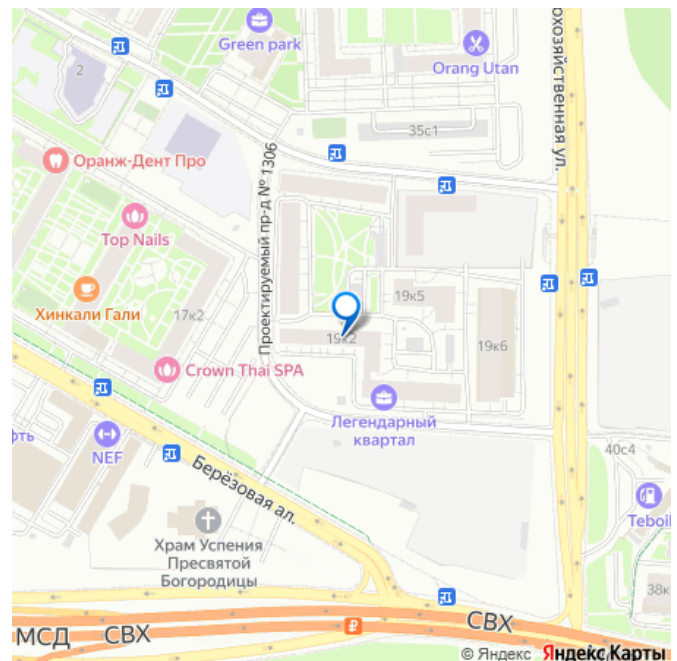 Green park
2
Orang Utan
охозяйственная ул.
35с1
Оранж-Дент Про
Проектируемый пр-д № 1306
Top Nails
Хинкали Гали
17к2
19к5
19к2
19к6
Crown Thai SPA
Легендарный
квартал
фть
NEF
Берёзовая ал.
40с4
Teboil
Храм Успения
Пресвятой
Богородицы
38к
МСД
СВХ
СВХ
© Яндекс Яндекс Карты